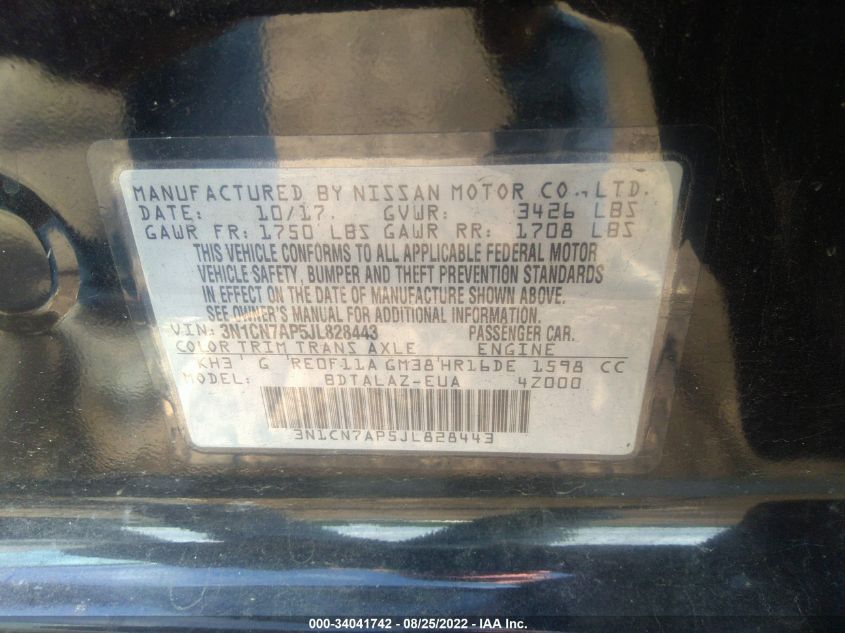 MANUFACTURED BY NISSAN MOTOR CO., LTD.
DATE: 10/17. GVWR: 3426 LBS
GAWR FR: 1750 LBS GAWR RR: 1708 LBS
THIS VEHICLE CONFORMS TO ALL APPLICABLE FEDERAL MOTOR
VEHICLE SAFETY, BUMPER AND THEFT PREVENTION STANDARDS
IN EFFECT ON THE DATE OF MANUFACTURE SHOWN ABOVE.
SEE OWNER'S MANUAL FOR ADDITIONAL INFORMATION.
VIN: 3N1CN7AP5JL828443 PASSENGER CAR.
COLOR TRIM TRANS AXLE ENGINE
KH3 G RE0F11A GM38 HR16DE 1598 CC
MODEL: BDTALAZ-EUA 4Z000
3N1CN7AP5JL828443
000-34041742 - 08/25/2022 - IAA Inc.